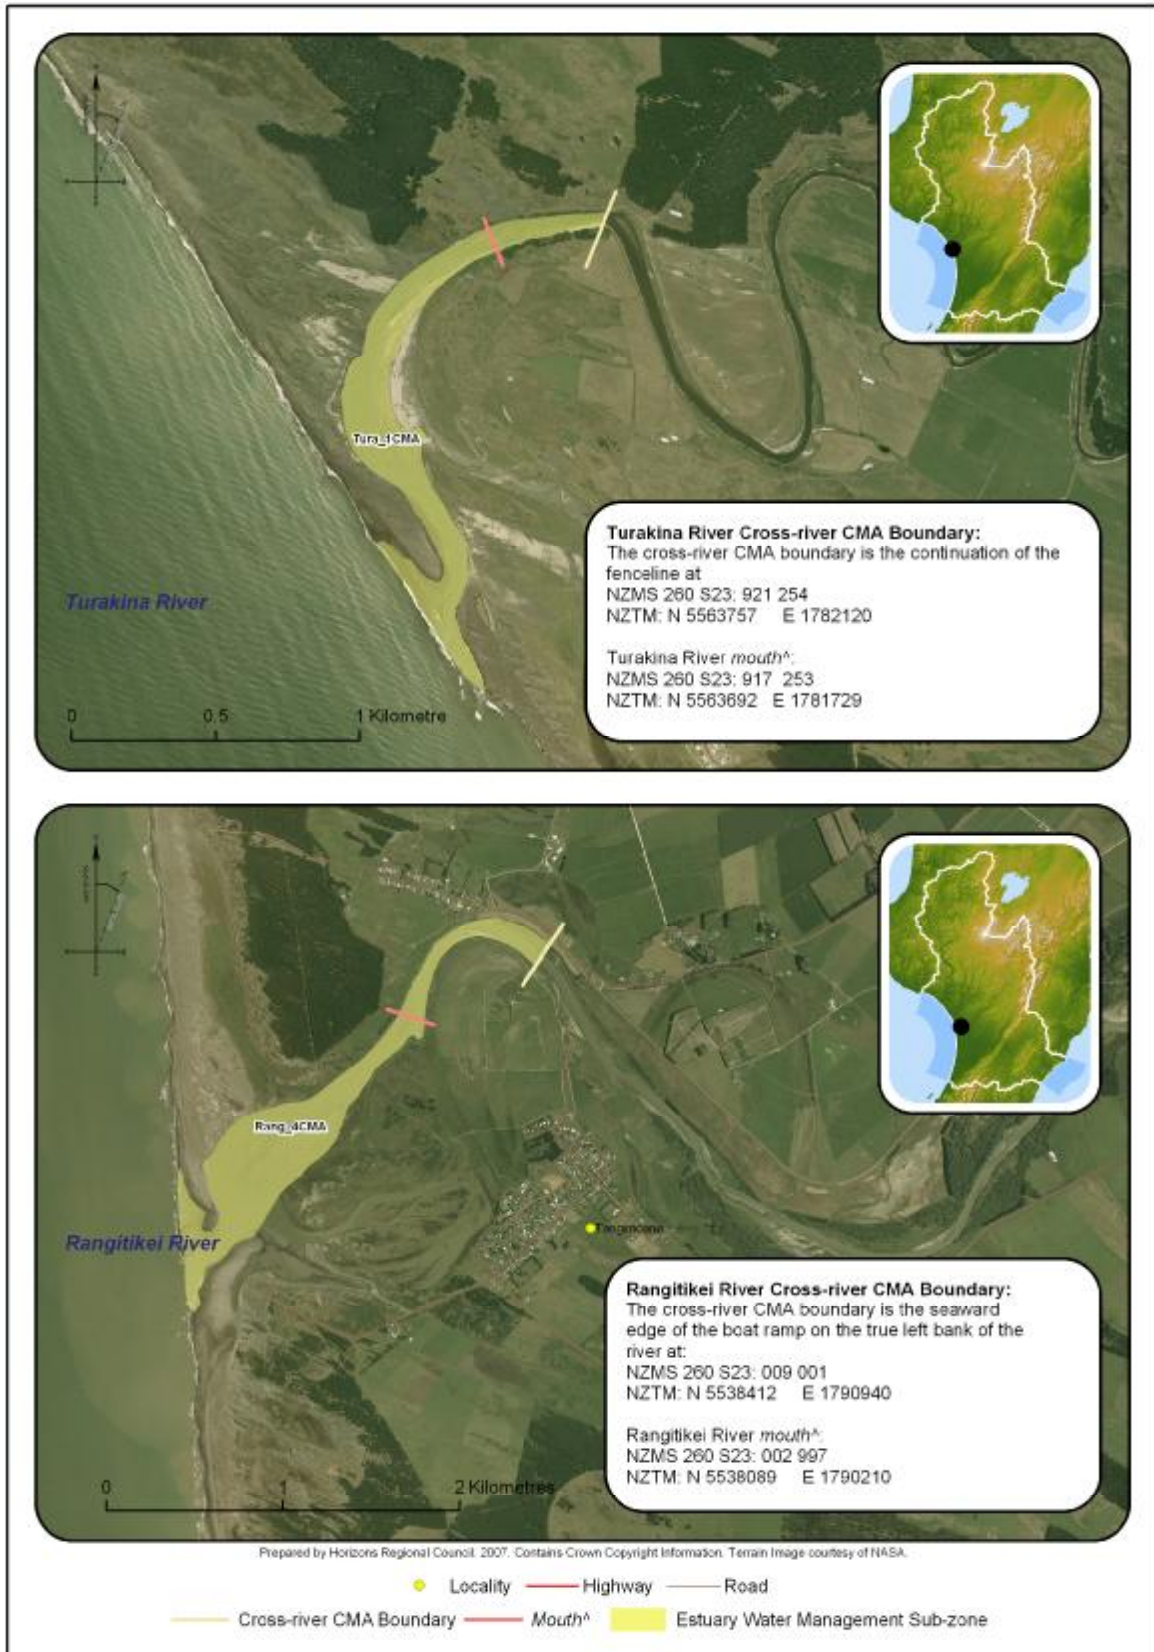 Tura_1CMA
Turakina River
0 0.5 1 Kilometre
Turakina River Cross-river CMA Boundary:
The cross-river CMA boundary is the continuation of the
fenceline at
NZMS 260 S23: 921 254
NZTM: N 5563757 E 1782120
Turakina River mouth^:
NZMS 260 S23: 917 253
NZTM: N 5563692 E 1781729
Rang_4CMA
Rangitikei River
0 1 2 Kilometres
Rangitikei River Cross-river CMA Boundary:
The cross-river CMA boundary is the seaward
edge of the boat ramp on the true left bank of the
river at:
NZMS 260 S23: 009 001
NZTM: N 5538412 E 1790940
Rangitikei River mouth^:
NZMS 260 S23: 002 997
NZTM: N 5538089 E 1790210
Prepared by Horizons Regional Council. 2007. Contains Crown Copyright Information. Terrain Image courtesy of NASA.
Locality Highway Road
Cross-river CMA Boundary Mouth^ Estuary Water Management Sub-zone